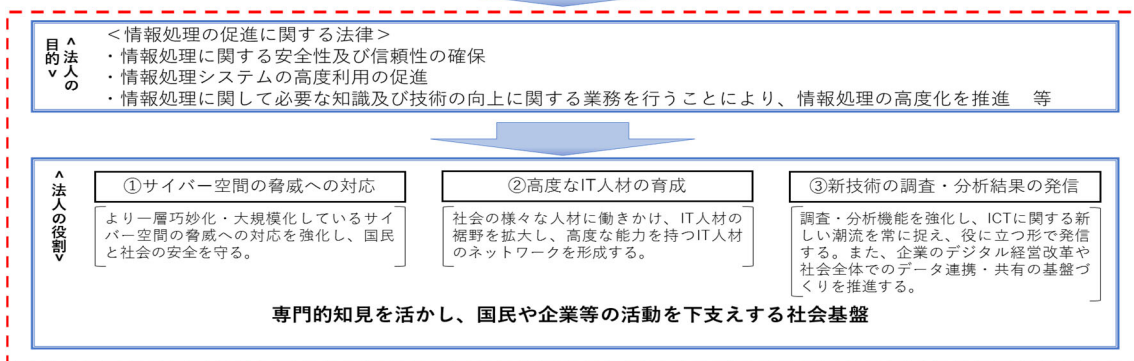 <法人の目的>
<情報処理の促進に関する法律>
・情報処理に関する安全性及び信頼性の確保
・情報処理システムの高度利用の促進
・情報処理に関して必要な知識及び技術の向上に関する業務を行うことにより、情報処理の高度化を推進　等
<法人の役割>
①サイバー空間の脅威への対応
より一層巧妙化・大規模化しているサイ
バー空間の脅威への対応を強化し、国民
と社会の安全を守る。
②高度なIT人材の育成
社会の様々な人材に働きかけ、IT人材の
裾野を拡大し、高度な能力を持つIT人材
のネットワークを形成する。
③新技術の調査・分析結果の発信
調査・分析機能を強化し、ICTに関する新
しい潮流を常に捉え、役に立つ形で発信
する。また、企業のデジタル経営改革や
社会全体でのデータ連携・共有の基盤づ
くりを推進する。
専門的知見を活かし、国民や企業等の活動を下支えする社会基盤